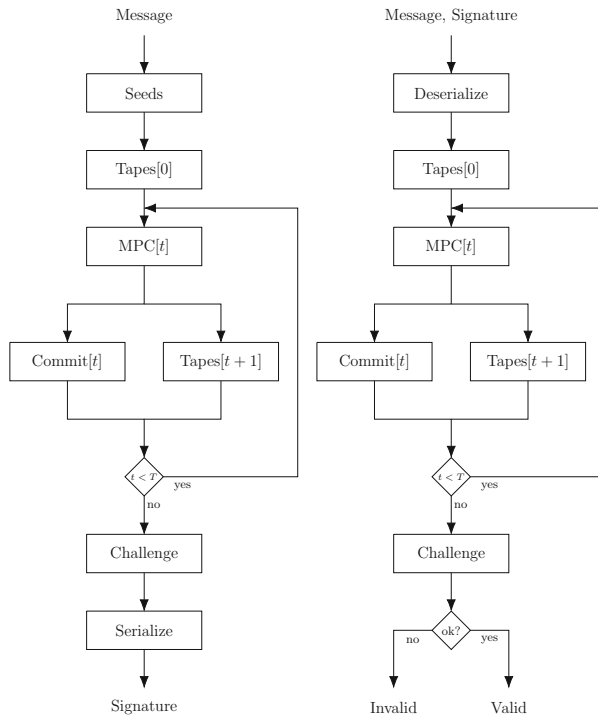 Message
Seeds
Tapes[0]
MPC[t]
Commit[t]
Tapes[t + 1]
t < T
yes
no
Challenge
Serialize
Signature
Message, Signature
Deserialize
Tapes[0]
MPC[t]
Commit[t]
Tapes[t + 1]
t < T
yes
no
Challenge
ok?
no
yes
Invalid
Valid